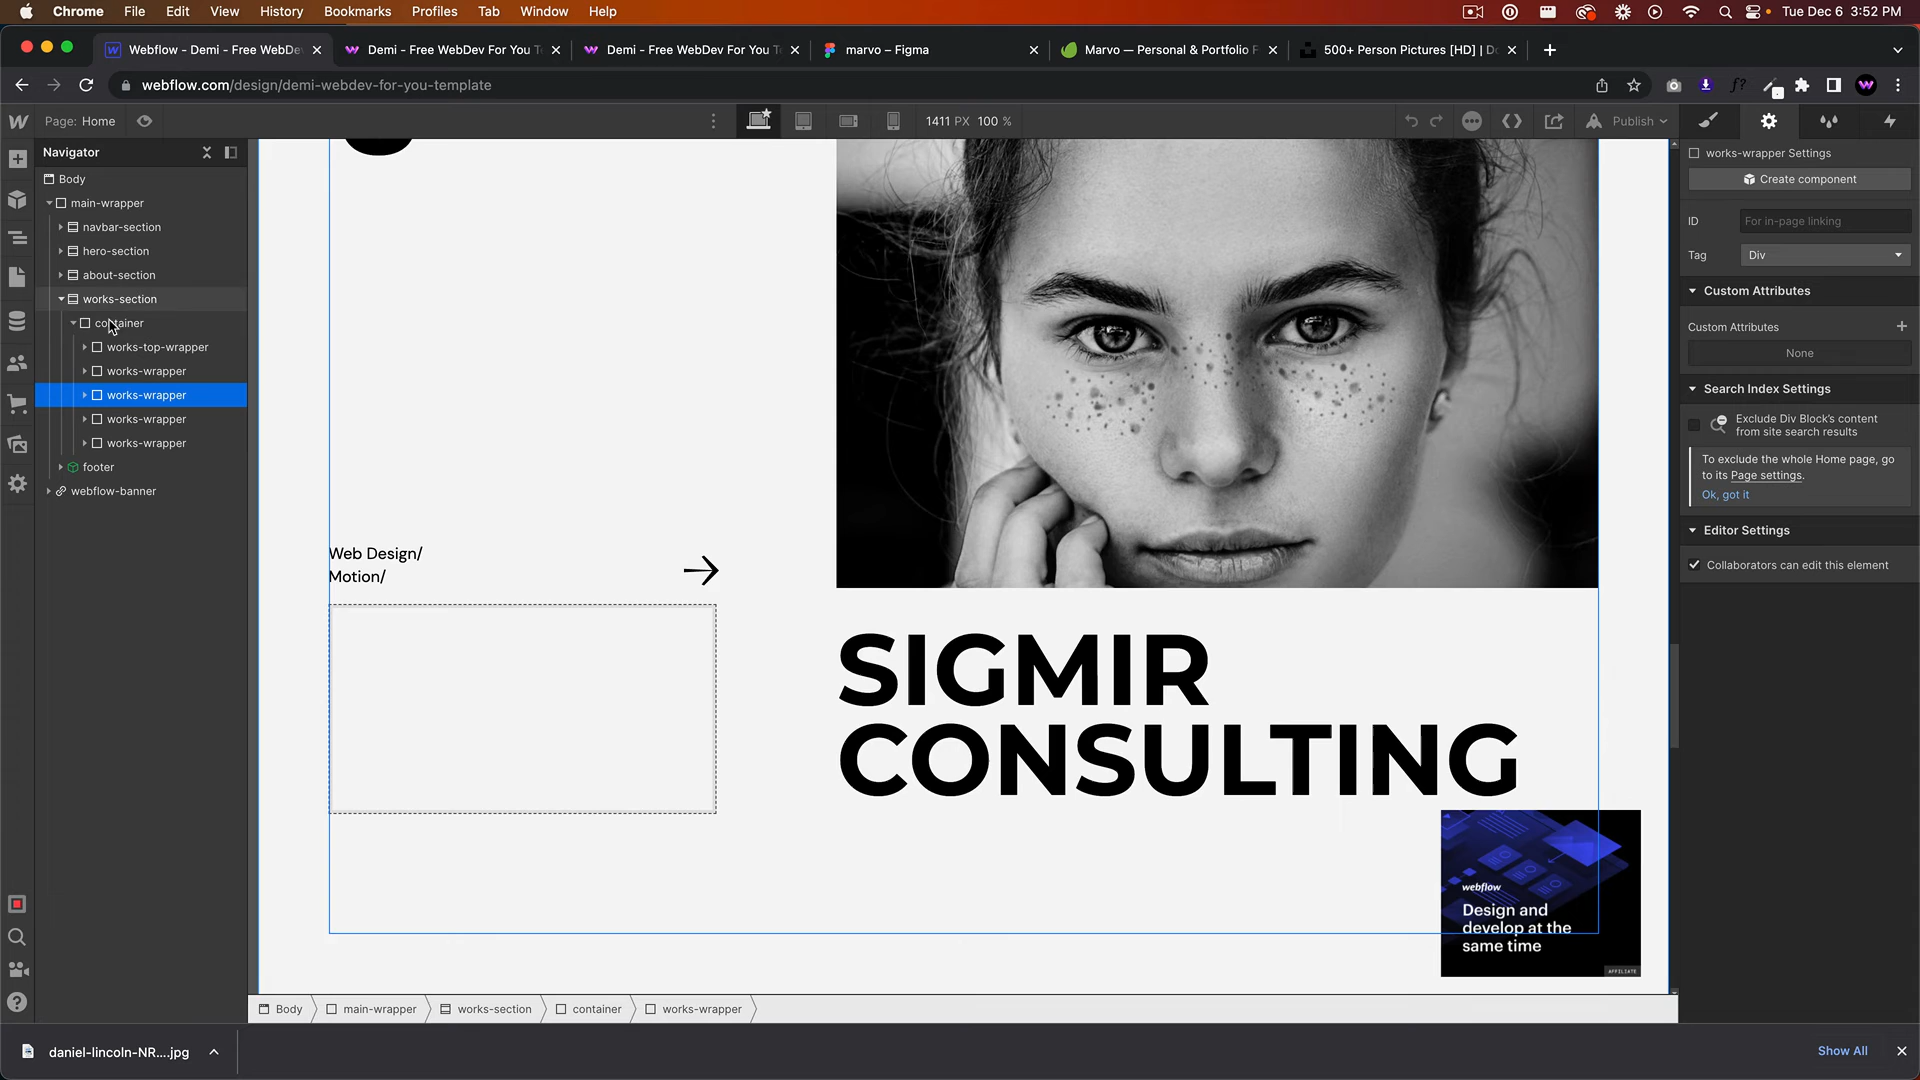 Chrome File Edit View History Bookmarks Profiles Tab Window Help Tue Dec 6 3:52 PM
Webflow - Demi - Free WebDev
Demi - Free WebDev For You T
Demi - Free WebDev For You T
marvo – Figma
Marvo — Personal & Portfolio F
500+ Person Pictures [HD] | Do
webflow.com/design/demi-webdev-for-you-template
Page: Home
1411 PX 100 %
Publish
Navigator
Body
main-wrapper
navbar-section
hero-section
about-section
works-section
container
works-top-wrapper
works-wrapper
works-wrapper
works-wrapper
works-wrapper
footer
webflow-banner
Web Design/
Motion/
SIGMIR
CONSULTING
webflow
Design and
develop at the
same time
AFFILIATE
works-wrapper Settings
Create component
ID For in-page linking
Tag Div
Custom Attributes
Custom Attributes
None
Search Index Settings
Exclude Div Block's content
from site search results
To exclude the whole Home page, go
to its Page settings.
Ok, got it
Editor Settings
Collaborators can edit this element
Body main-wrapper works-section container works-wrapper
daniel-lincoln-NR....jpg
Show All